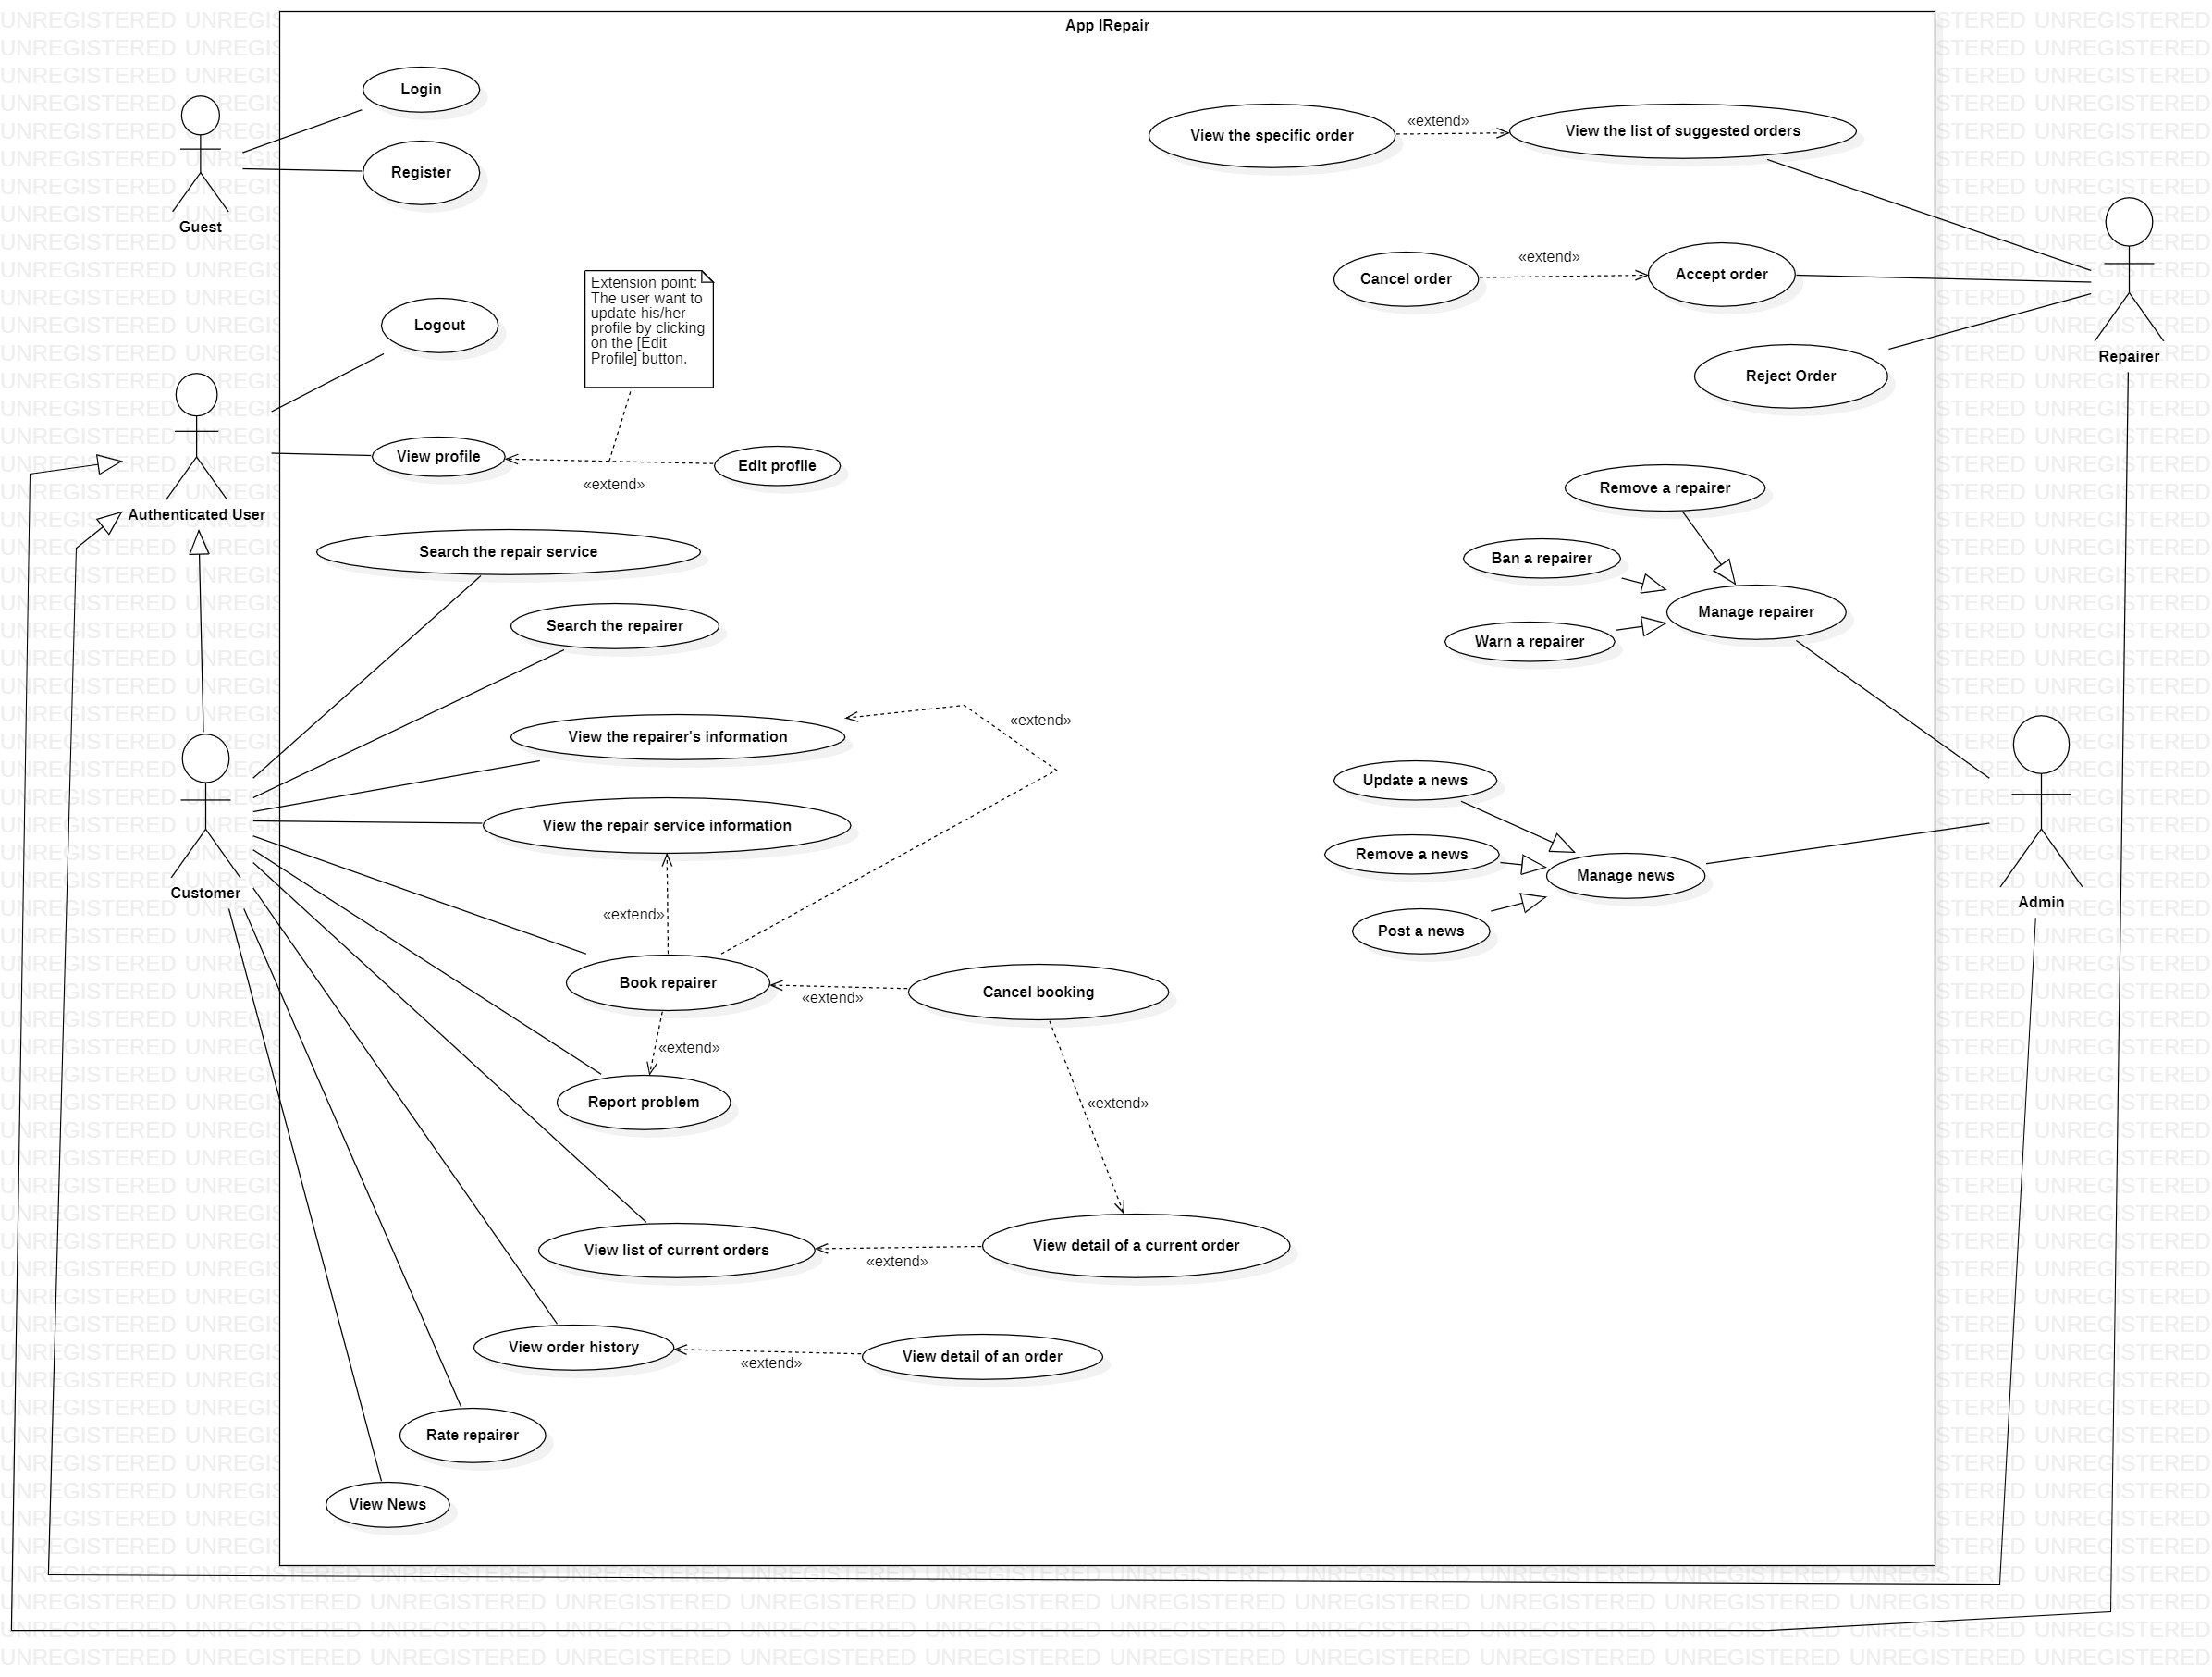 App IRepair
Login
Register
Guest
Logout
Extension point:
The user want to
update his/her
profile by clicking
on the [Edit
Profile] button.
View profile
«extend»
Edit profile
Authenticated User
Search the repair service
Search the repairer
View the repairer's information
«extend»
View the repair service information
Customer
«extend»
Book repairer
«extend»
Cancel booking
«extend»
Report problem
«extend»
View list of current orders
«extend»
View detail of a current order
View order history
«extend»
View detail of an order
Rate repairer
View News
View the specific order
«extend»
View the list of suggested orders
Cancel order
«extend»
Accept order
Reject Order
Repairer
Remove a repairer
Ban a repairer
Manage repairer
Warn a repairer
Update a news
Remove a news
Manage news
Post a news
Admin
UNREGISTERED UNREGISTERED UNREGISTERED UNREGISTERED UNREGISTERED UNREGISTERED UNREGISTERED UNREGISTERED UNREGISTERED UNREGISTERED UNREGISTERED UNREGISTERED